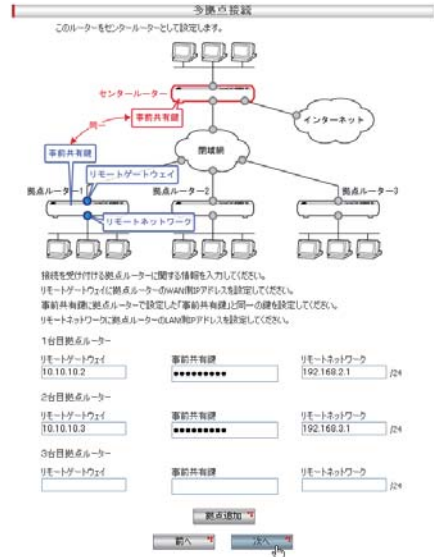 多拠点接続
このルーターをセンタールーターとして設定します。
センタールーター
事前共有鍵
インターネット
同一
閉域網
事前共有鍵
リモートゲートウェイ
拠点ルーター1
拠点ルーター2
拠点ルーター3
リモートネットワーク
接続を受け付ける拠点ルーターに関する情報を入力してください。
リモートゲートウェイに拠点ルーターのWAN側IPアドレスを設定してください。
事前共有鍵に拠点ルーターで設定した「事前共有鍵」と同一の鍵を設定してください。
リモートネットワークに拠点ルーターのLAN側IPアドレスを設定してください。
1台目拠点ルーター
リモートゲートウェイ 事前共有鍵 リモートネットワーク
10.10.10.2 ●●●●●●●●● 192.168.2.1 /24
2台目拠点ルーター
リモートゲートウェイ 事前共有鍵 リモートネットワーク
10.10.10.3 ●●●●●●●●● 192.168.3.1 /24
3台目拠点ルーター
リモートゲートウェイ 事前共有鍵 リモートネットワーク
/24
拠点追加
前へ 次へ